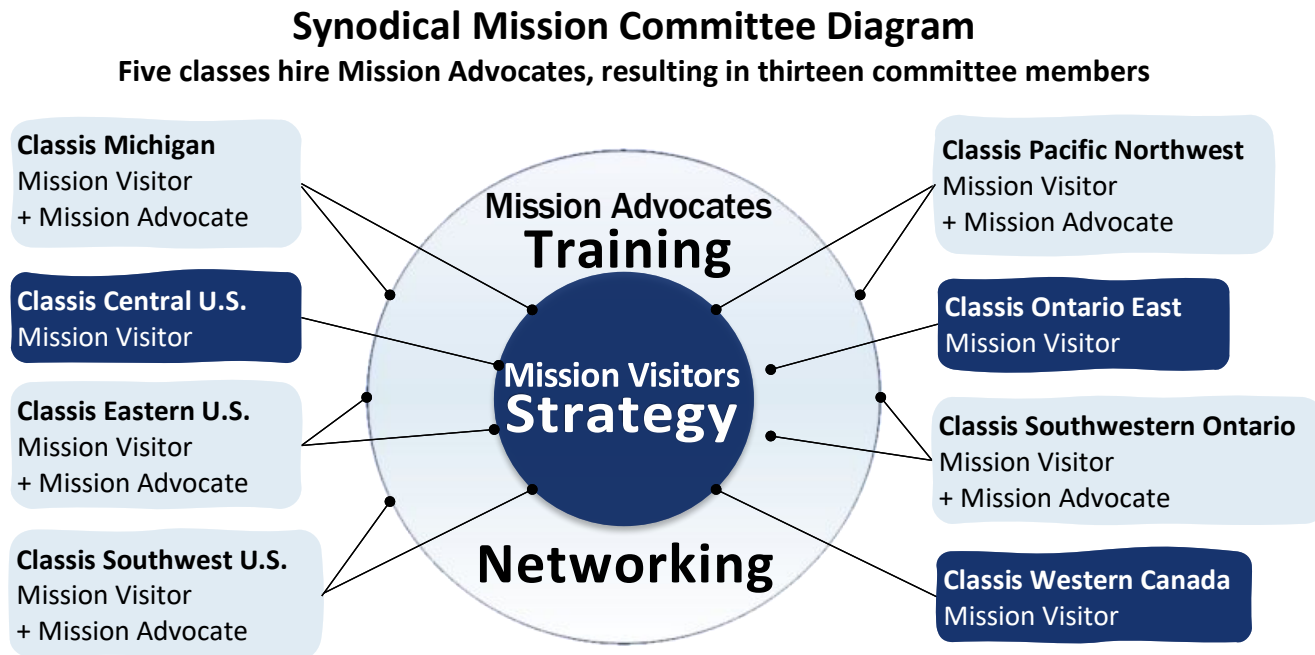 Synodical Mission Committee Diagram
Five classes hire Mission Advocates, resulting in thirteen committee members
Classis Michigan
Mission Visitor
+ Mission Advocate
Classis Central U.S.
Mission Visitor
Classis Eastern U.S.
Mission Visitor
+ Mission Advocate
Classis Southwest U.S.
Mission Visitor
+ Mission Advocate
Mission Advocates
Training
Mission Visitors
Strategy
Networking
Classis Pacific Northwest
Mission Visitor
+ Mission Advocate
Classis Ontario East
Mission Visitor
Classis Southwestern Ontario
Mission Visitor
+ Mission Advocate
Classis Western Canada
Mission Visitor